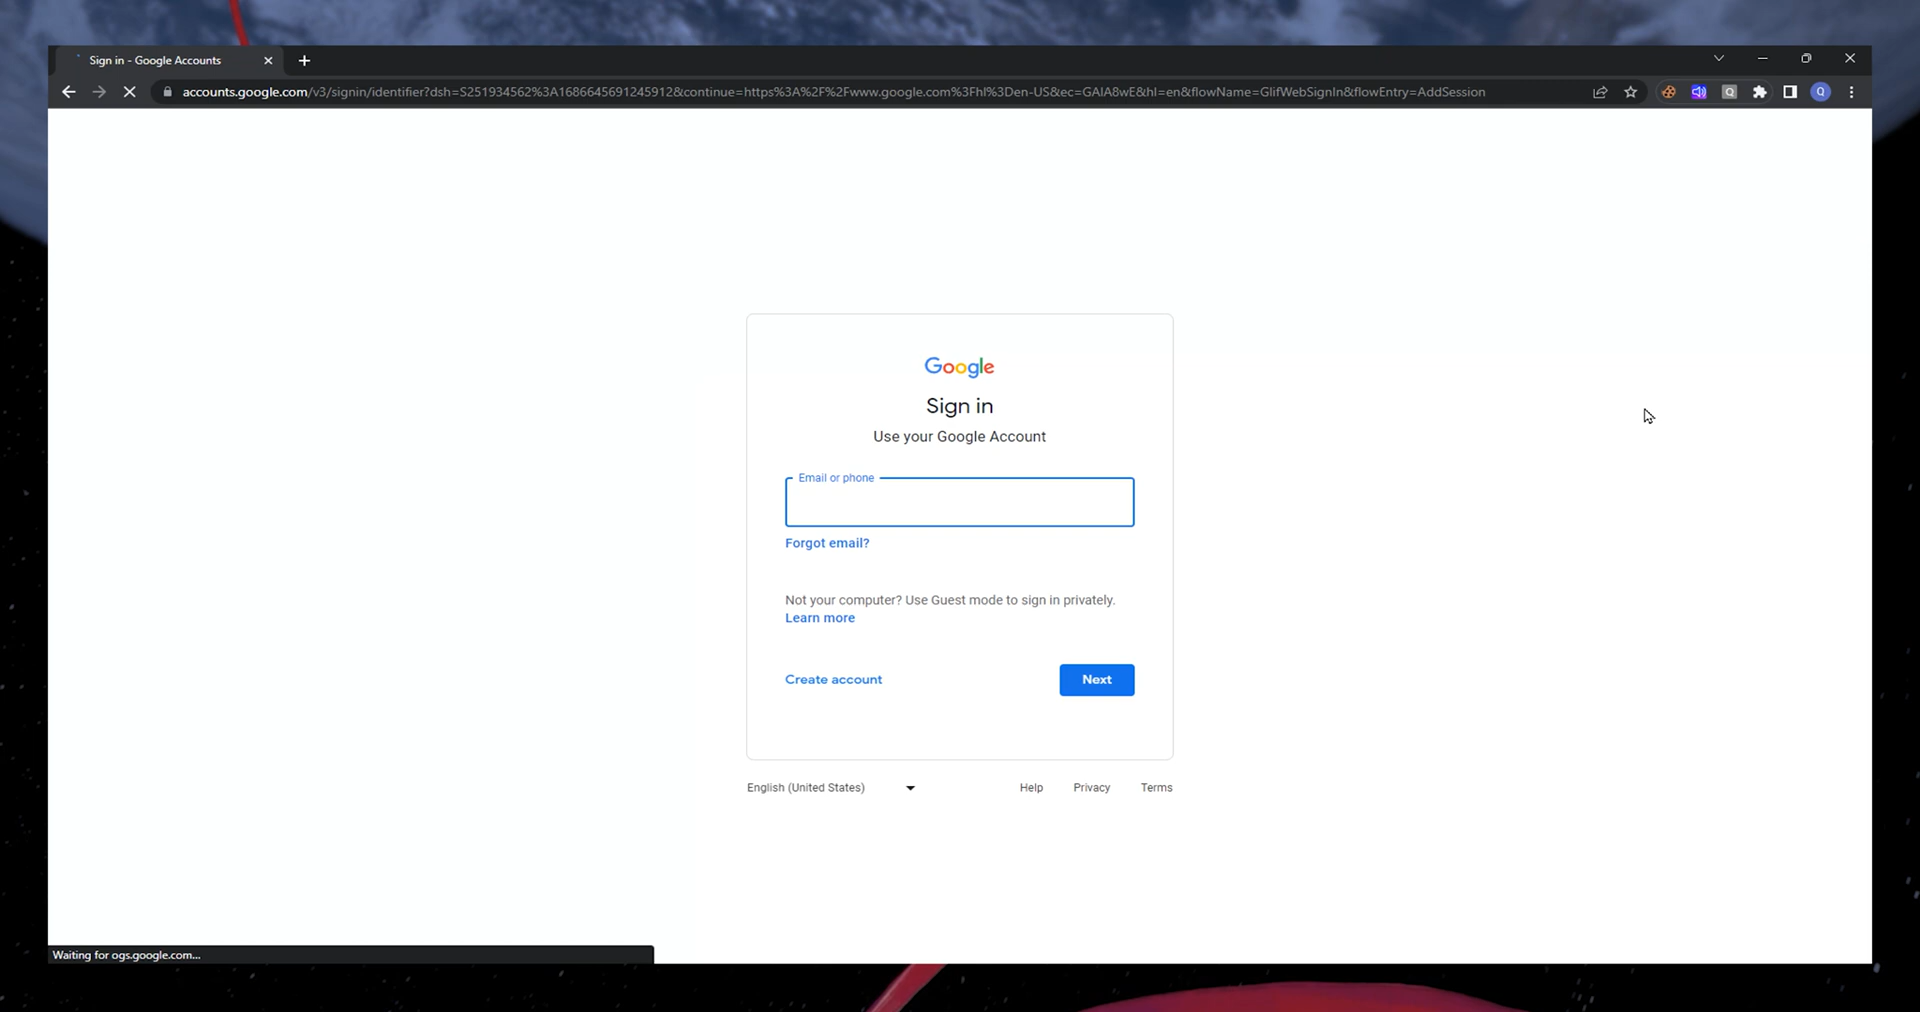 Sign in - Google Accounts
accounts.google.com/v3/signin/identifier?dsh=S251934562%3A1686645691245912&continue=https%3A%2F%2Fwww.google.com%3Fhl%3Den-US&ec=GAlA8wE&hl=en&flowName=GlifWebSignIn&flowEntry=AddSession
Q
Q
Google
Sign in
Use your Google Account
Email or phone
Forgot email?
Not your computer? Use Guest mode to sign in privately.
Learn more
Create account
Next
English (United States)
Help
Privacy
Terms
Waiting for ogs.google.com...